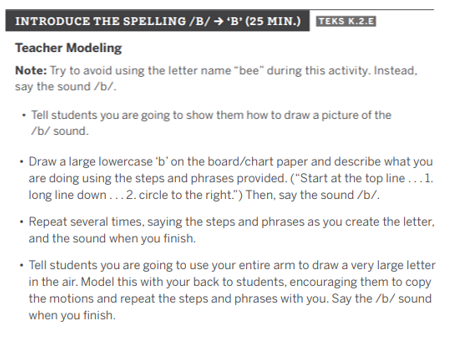 INTRODUCE THE SPELLING /B/ → ‘B’ (25 MIN.) TEKS K.2.E
Teacher Modeling
Note: Try to avoid using the letter name “bee” during this activity. Instead,
say the sound /b/.
• Tell students you are going to show them how to draw a picture of the
/b/ sound.
• Draw a large lowercase ‘b’ on the board/chart paper and describe what you
are doing using the steps and phrases provided. (“Start at the top line . . . 1.
long line down . . . 2. circle to the right.”) Then, say the sound /b/.
• Repeat several times, saying the steps and phrases as you create the letter,
and the sound when you finish.
• Tell students you are going to use your entire arm to draw a very large letter
in the air. Model this with your back to students, encouraging them to copy
the motions and repeat the steps and phrases with you. Say the /b/ sound
when you finish.